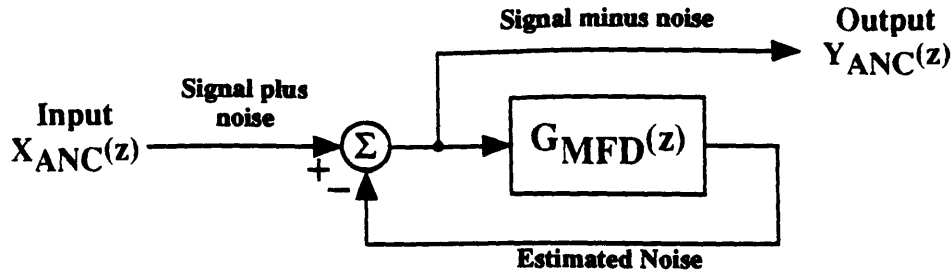 Signal minus noise
Output
Y_ANC(z)
Signal plus
noise
Input
X_ANC(z)
+
Σ
−
G_MFD(z)
Estimated Noise